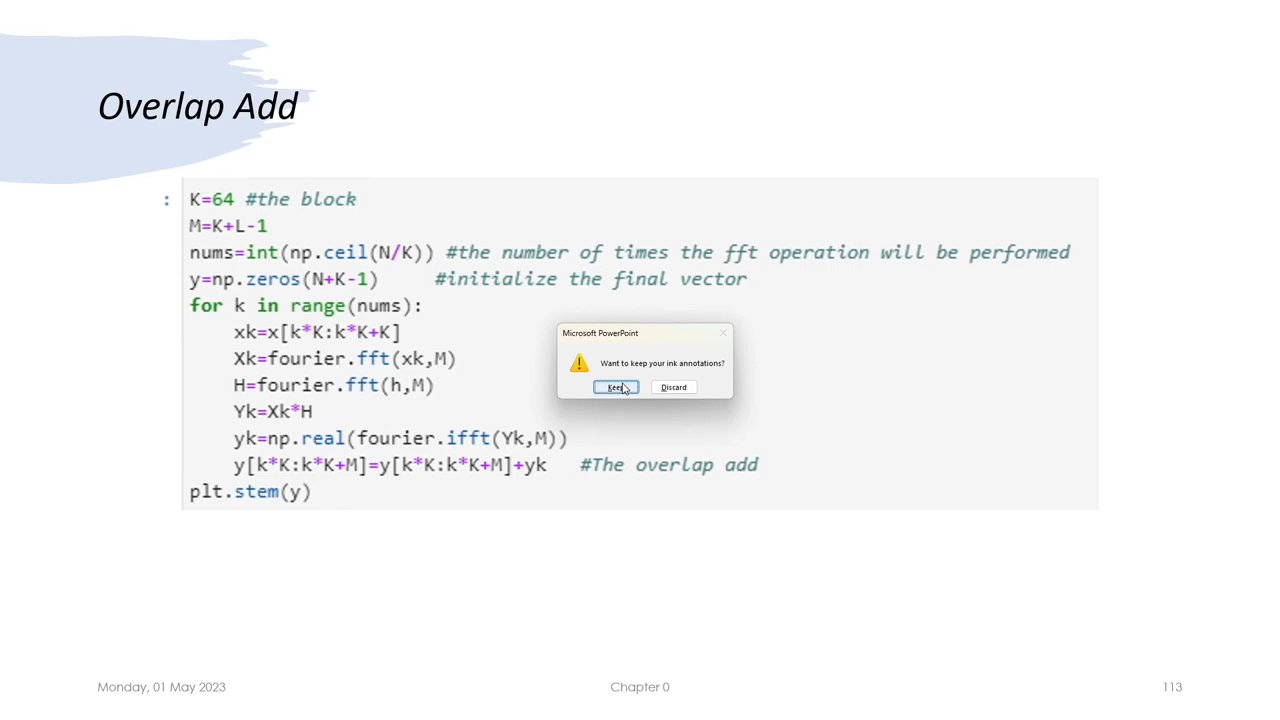 Overlap Add
: K=64 #the block
M=K+L-1
nums=int(np.ceil(N/K)) #the number of times the fft operation will be performed
y=np.zeros(N+K-1) #initialize the final vector
for k in range(nums):
xk=x[k*K:k*K+K]
Xk=fourier.fft(xk,M)
H=fourier.fft(h,M)
Yk=Xk*H
yk=np.real(fourier.ifft(Yk,M))
y[k*K:k*K+M]=y[k*K:k*K+M]+yk #The overlap add
plt.stem(y)
Microsoft PowerPoint
Want to keep your ink annotations?
Keep Discard
Monday, 01 May 2023 Chapter 0 113